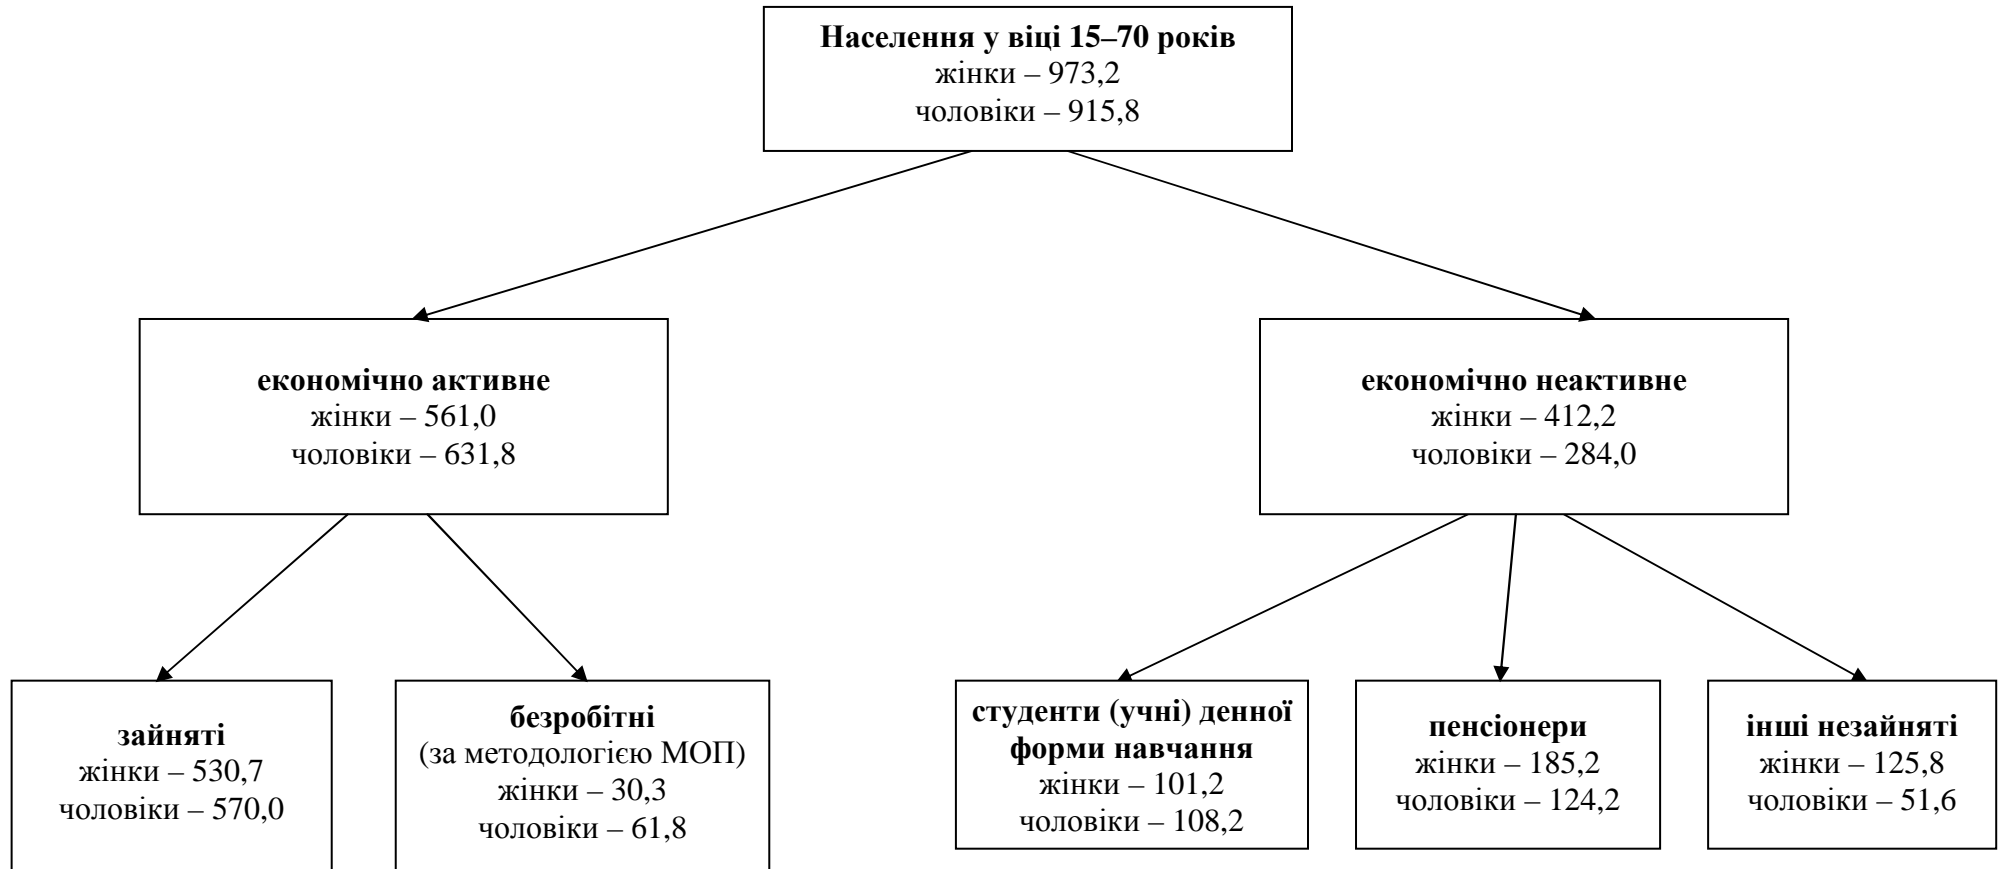 Населення у віці 15–70 років
жінки – 973,2
чоловіки – 915,8
економічно активне
жінки – 561,0
чоловіки – 631,8
економічно неактивне
жінки – 412,2
чоловіки – 284,0
зайняті
жінки – 530,7
чоловіки – 570,0
безробітні
(за методологією МОП)
жінки – 30,3
чоловіки – 61,8
студенти (учні) денної
форми навчання
жінки – 101,2
чоловіки – 108,2
пенсіонери
жінки – 185,2
чоловіки – 124,2
інші незайняті
жінки – 125,8
чоловіки – 51,6